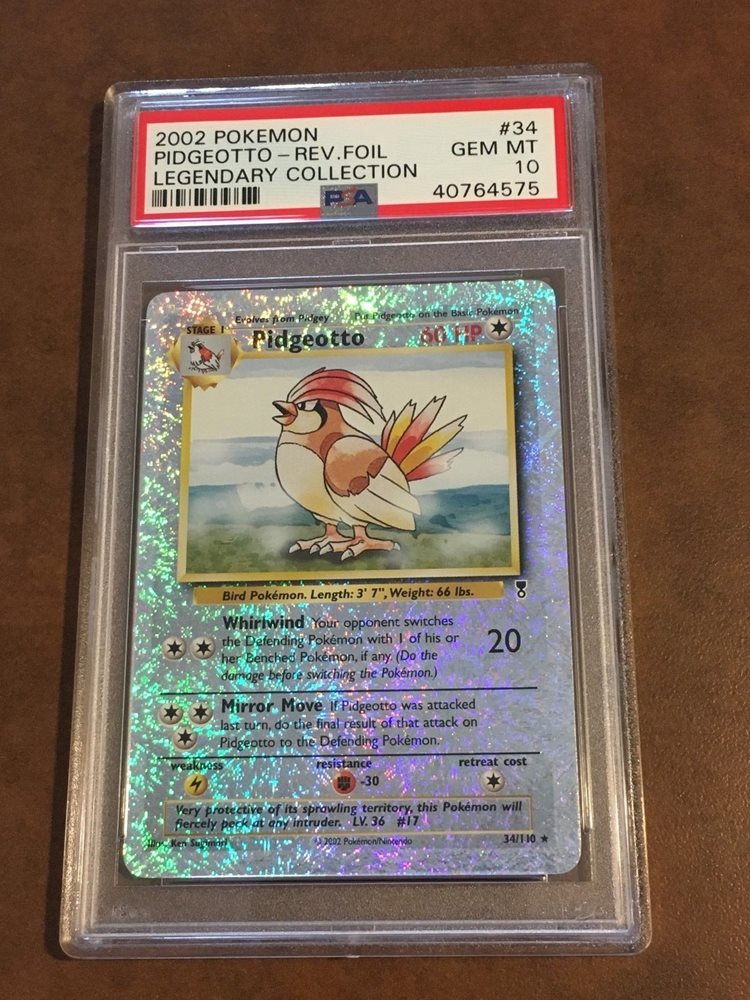 2002 POKEMON #34
PIDGEOTTO – REV.FOIL GEM MT
LEGENDARY COLLECTION 10
PSA 40764575
Evolves from Pidgey Put Pidgeotto on the Basic Pokémon
STAGE 1 Pidgeotto 60 HP
Bird Pokémon. Length: 3' 7", Weight: 66 lbs.
Whirlwind Your opponent switches
the Defending Pokémon with 1 of his or
her Benched Pokémon, if any. (Do the
damage before switching the Pokémon.)
20
Mirror Move If Pidgeotto was attacked
last turn, do the final result of that attack on
Pidgeotto to the Defending Pokémon.
weakness resistance retreat cost
-30
Very protective of its sprawling territory, this Pokémon will
fiercely peck at any intruder. LV. 36 #17
Illus. Ken Sugimori ©2002 Pokémon/Nintendo 34/110 ★